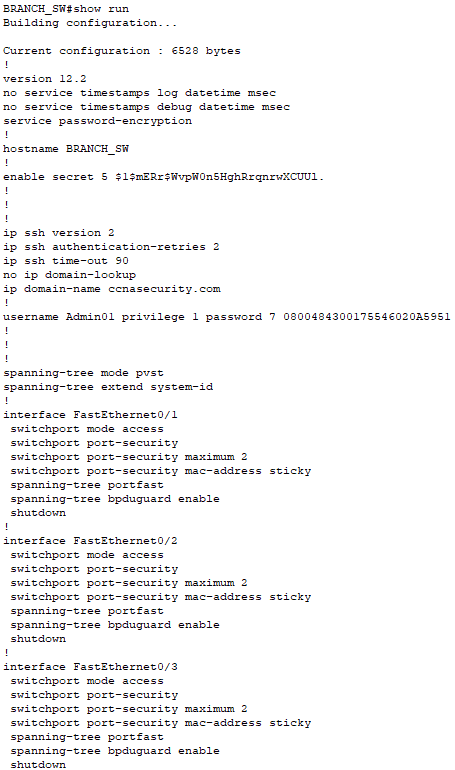 BRANCH_SW#show run
Building configuration...
Current configuration : 6528 bytes
!
version 12.2
no service timestamps log datetime msec
no service timestamps debug datetime msec
service password-encryption
!
hostname BRANCH_SW
!
enable secret 5 $1$mERr$WvpW0n5HghRrqnrwXCUUl.
!
!
!
ip ssh version 2
ip ssh authentication-retries 2
ip ssh time-out 90
no ip domain-lookup
ip domain-name ccnasecurity.com
!
username Admin01 privilege 1 password 7 0800484300175546020A5951
!
!
!
spanning-tree mode pvst
spanning-tree extend system-id
!
interface FastEthernet0/1
 switchport mode access
 switchport port-security
 switchport port-security maximum 2
 switchport port-security mac-address sticky
 spanning-tree portfast
 spanning-tree bpduguard enable
 shutdown
!
interface FastEthernet0/2
 switchport mode access
 switchport port-security
 switchport port-security maximum 2
 switchport port-security mac-address sticky
 spanning-tree portfast
 spanning-tree bpduguard enable
 shutdown
!
interface FastEthernet0/3
 switchport mode access
 switchport port-security
 switchport port-security maximum 2
 switchport port-security mac-address sticky
 spanning-tree portfast
 spanning-tree bpduguard enable
 shutdown